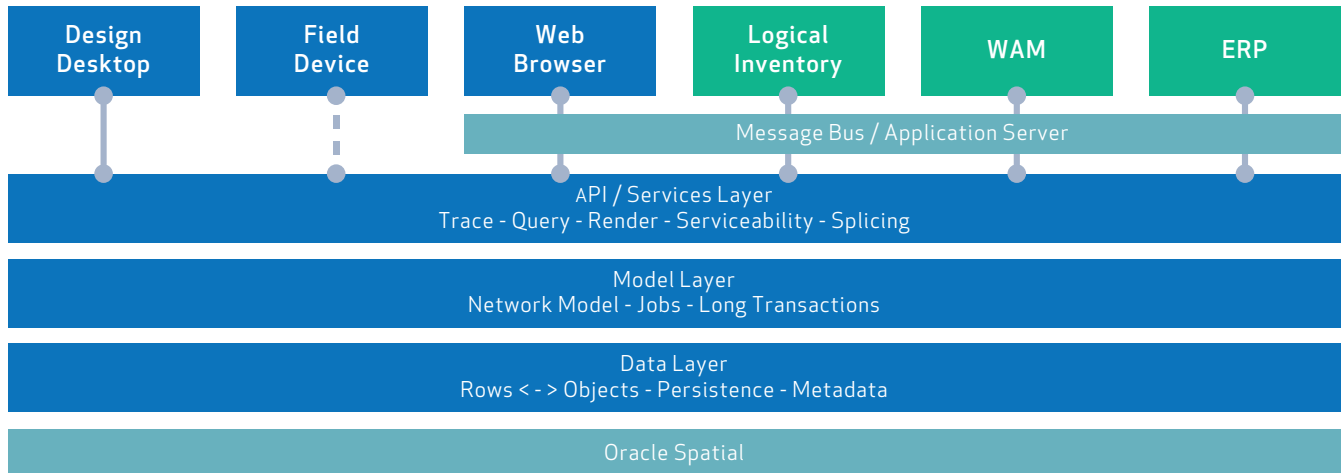 Design
Desktop
Field
Device
Web
Browser
Logical
Inventory
WAM
ERP
Message Bus / Application Server
API / Services Layer
Trace - Query - Render - Serviceability - Splicing
Model Layer
Network Model - Jobs - Long Transactions
Data Layer
Rows < - > Objects - Persistence - Metadata
Oracle Spatial